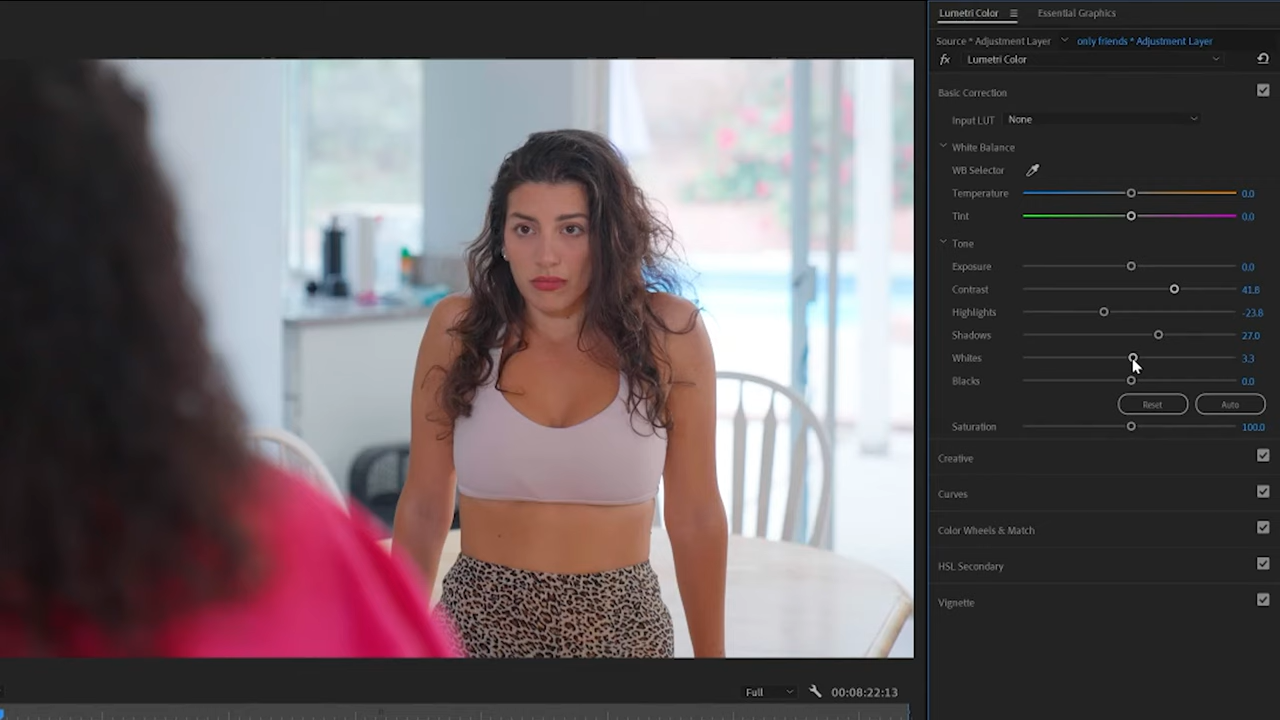 Lumetri Color
Essential Graphics
Source * Adjustment Layer
only friends * Adjustment Layer
fx
Lumetri Color
Basic Correction
Input LUT
None
White Balance
WB Selector
Temperature 0.0
Tint 0.0
Tone
Exposure 0.0
Contrast 41.8
Highlights -23.8
Shadows 27.0
Whites 3.3
Blacks 0.0
Reset
Auto
Saturation 100.0
Creative
Curves
Color Wheels & Match
HSL Secondary
Vignette
Full
00:08:22:13